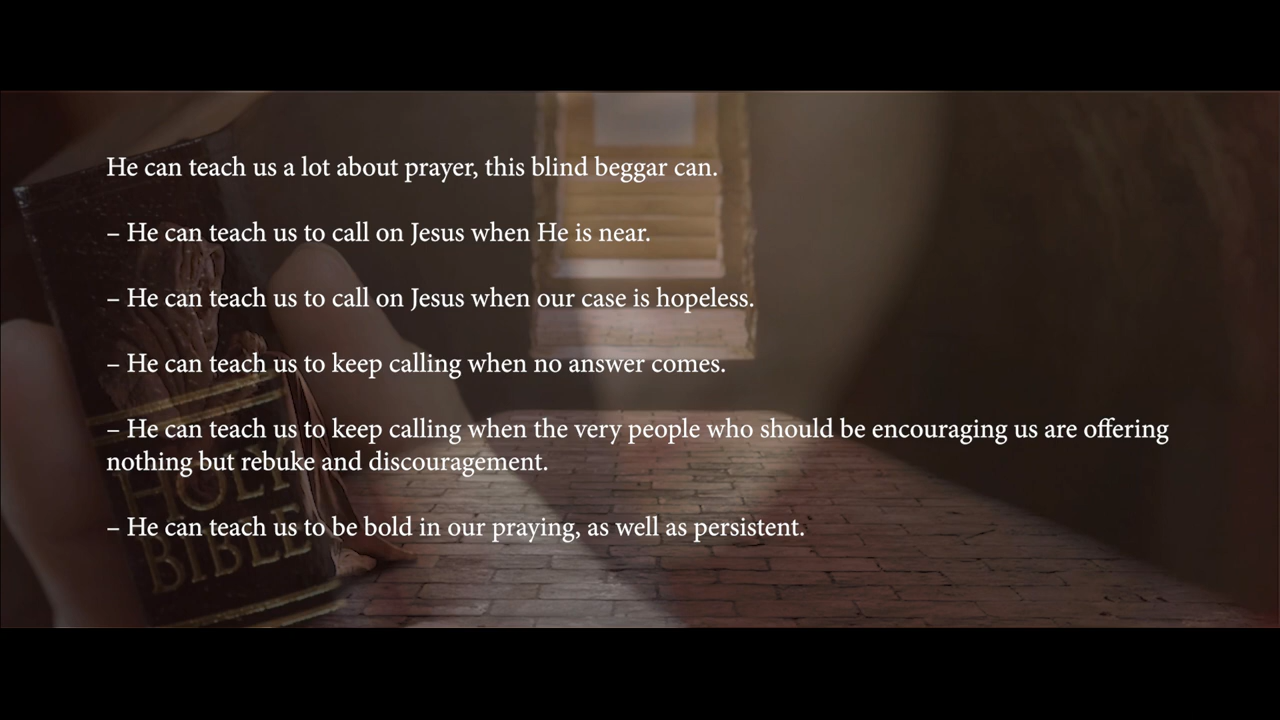 He can teach us a lot about prayer, this blind beggar can.
– He can teach us to call on Jesus when He is near.
– He can teach us to call on Jesus when our case is hopeless.
– He can teach us to keep calling when no answer comes.
– He can teach us to keep calling when the very people who should be encouraging us are offering
nothing but rebuke and discouragement.
– He can teach us to be bold in our praying, as well as persistent.
HOLY
BIBLE